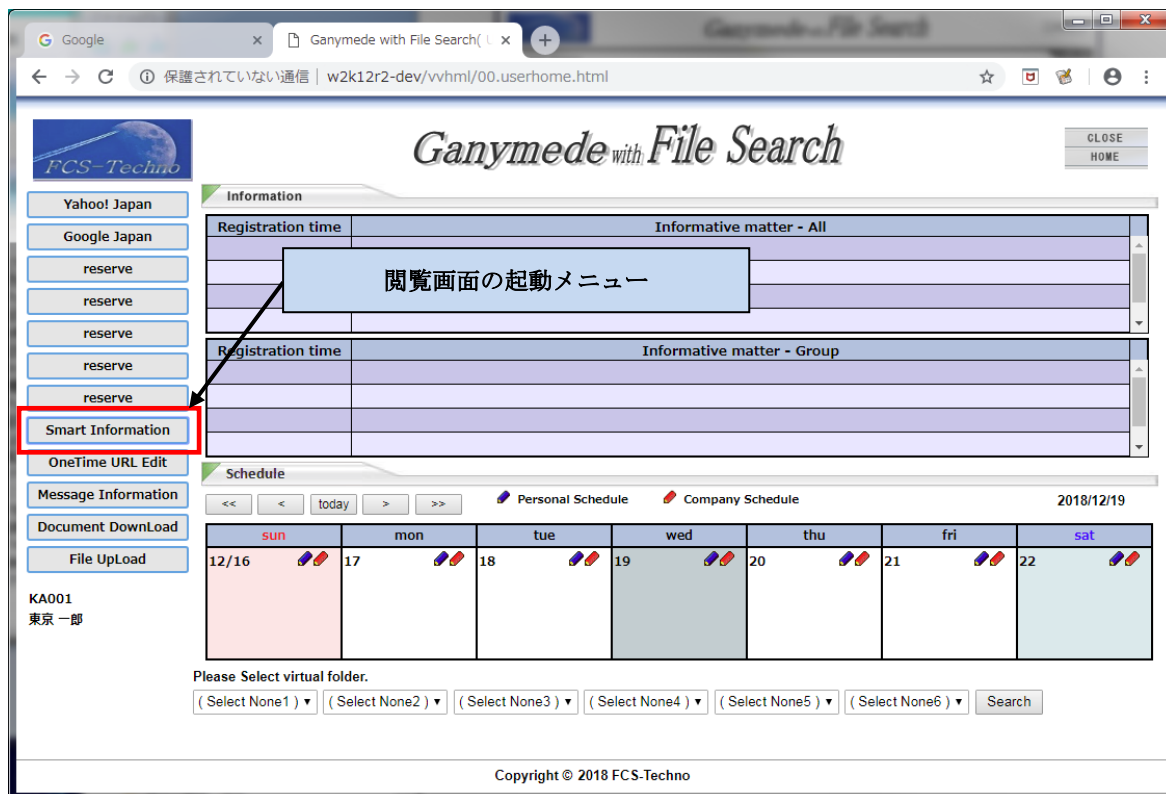 Google
Ganymede with File Search(
保護されていない通信 | w2k12r2-dev/vvhml/00.userhome.html
FCS-Techno
Ganymede with File Search
CLOSE
HOME
Yahoo! Japan
Google Japan
reserve
reserve
reserve
reserve
reserve
Smart Information
OneTime URL Edit
Message Information
Document DownLoad
File UpLoad
KA001
東京 一郎
Information
Registration time Informative matter - All
閲覧画面の起動メニュー
Registration time Informative matter - Group
Schedule
<< < today > >> Personal Schedule Company Schedule 2018/12/19
sun mon tue wed thu fri sat
12/16 17 18 19 20 21 22
Please Select virtual folder.
( Select None1 ) ( Select None2 ) ( Select None3 ) ( Select None4 ) ( Select None5 ) ( Select None6 ) Search
Copyright © 2018 FCS-Techno